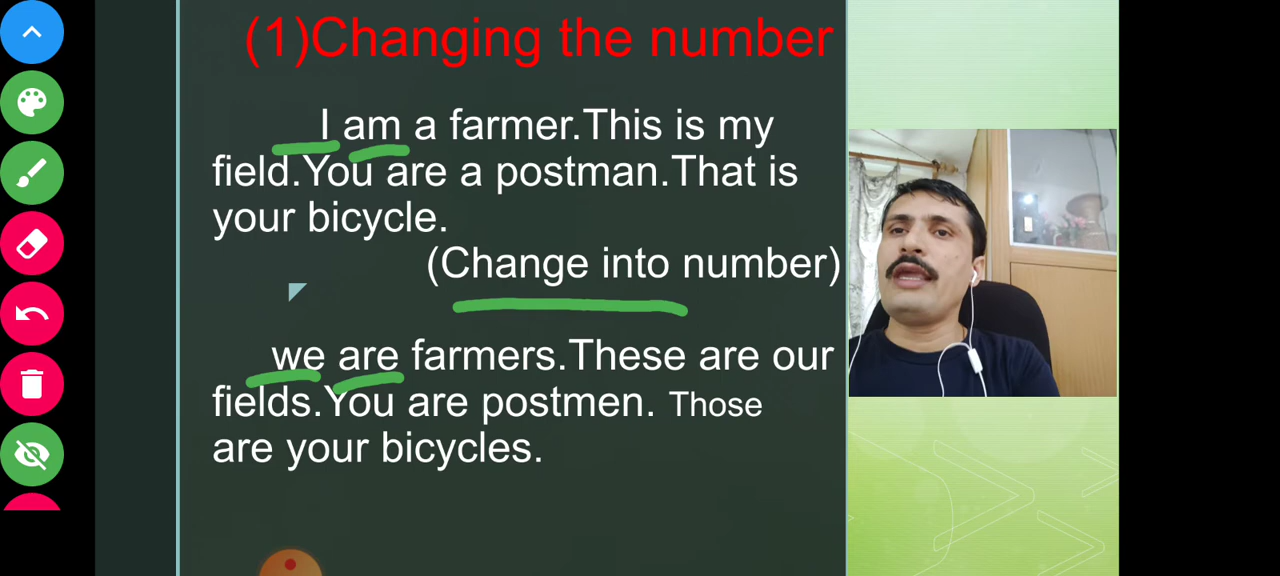 (1)Changing the number
I am a farmer.This is my
field.You are a postman.That is
your bicycle.
(Change into number)
we are farmers.These are our
fields.You are postmen. Those
are your bicycles.